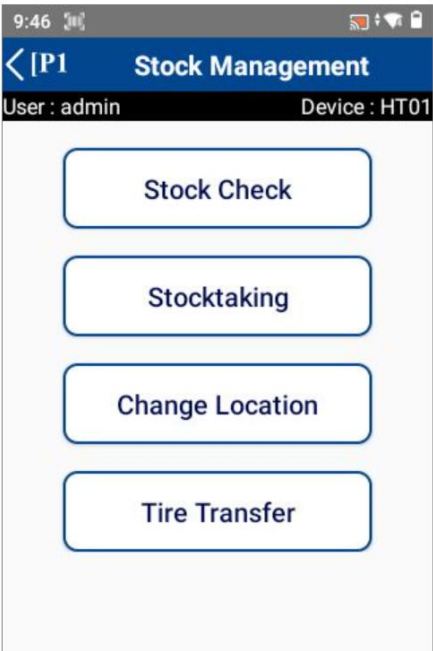 9:46
[P1 Stock Management
User : admin Device : HT01
Stock Check
Stocktaking
Change Location
Tire Transfer